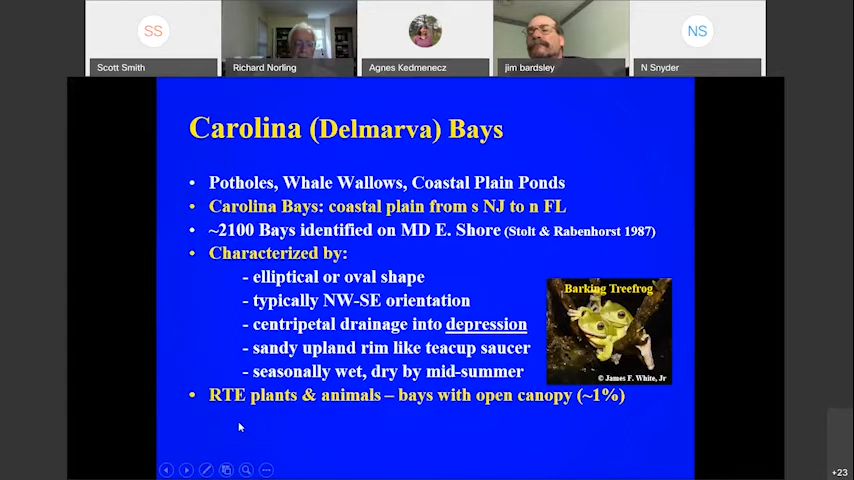 SS
NS
Scott Smith
Richard Norling
Agnes Kedmenecz
jim bardsley
N Snyder
Carolina (Delmarva) Bays
• Potholes, Whale Wallows, Coastal Plain Ponds
• Carolina Bays: coastal plain from s NJ to n FL
• ~2100 Bays identified on MD E. Shore (Stolt & Rabenhorst 1987)
• Characterized by:
- elliptical or oval shape
- typically NW-SE orientation
- centripetal drainage into depression
- sandy upland rim like teacup saucer
- seasonally wet, dry by mid-summer
Barking Treefrog
© James F. White, Jr
• RTE plants & animals – bays with open canopy (~1%)
+23